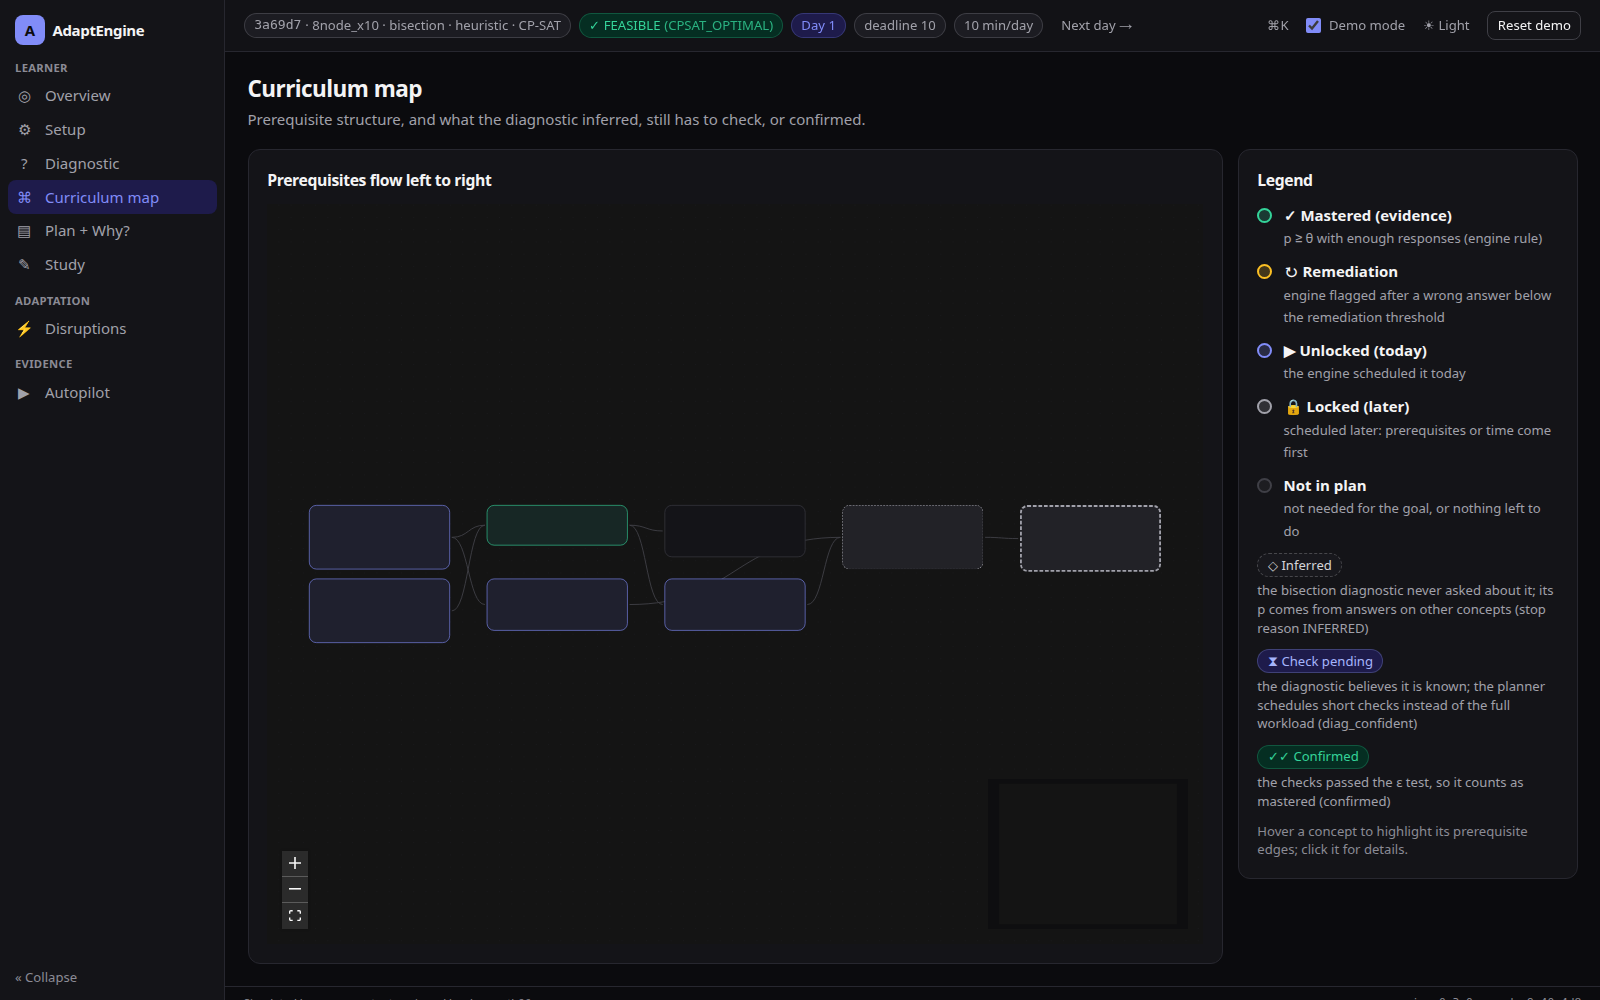 A AdaptEngine
LEARNER
Overview
Setup
? Diagnostic
⌘ Curriculum map
Plan + Why?
Study
ADAPTATION
Disruptions
EVIDENCE
Autopilot
« Collapse
3a69d7 · 8node_x10 · bisection · heuristic · CP-SAT
✓ FEASIBLE (CPSAT_OPTIMAL)
Day 1
deadline 10
10 min/day
Next day →
⌘K
Demo mode
☀ Light
Reset demo
Curriculum map
Prerequisite structure, and what the diagnostic inferred, still has to check, or confirmed.
Prerequisites flow left to right
Legend
✓ Mastered (evidence)
p ≥ θ with enough responses (engine rule)
↻ Remediation
engine flagged after a wrong answer below
the remediation threshold
▶ Unlocked (today)
the engine scheduled it today
🔒 Locked (later)
scheduled later: prerequisites or time come
first
Not in plan
not needed for the goal, or nothing left to
do
◇ Inferred
the bisection diagnostic never asked about it; its
p comes from answers on other concepts (stop
reason INFERRED)
⧗ Check pending
the diagnostic believes it is known; the planner
schedules short checks instead of the full
workload (diag_confident)
✓✓ Confirmed
the checks passed the ε test, so it counts as
mastered (confirmed)
Hover a concept to highlight its prerequisite
edges; click it for details.